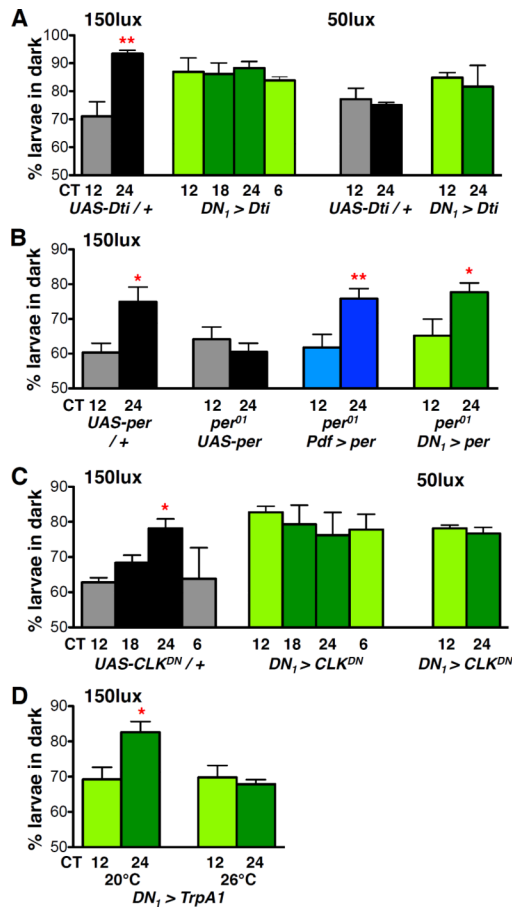 A
150lux
50lux
**
% larvae in dark
100
90
80
70
60
50
CT 12 24 12 18 24 6 12 24 12 24
UAS-Dti / + DN₁ > Dti UAS-Dti / + DN₁ > Dti
B
150lux
% larvae in dark
90
80
70
60
50
* ** *
CT 12 24 12 24 12 24 12 24
UAS-per per⁰¹ per⁰¹ per⁰¹
/ + UAS-per Pdf > per DN₁ > per
C
150lux
50lux
% larvae in dark
90
80
70
60
50
*
CT 12 18 24 6 12 18 24 6 12 24
UAS-CLKᴰᴺ / + DN₁ > CLKᴰᴺ DN₁ > CLKᴰᴺ
D
150lux
% larvae in dark
90
80
70
60
50
*
CT 12 24 12 24
20°C 26°C
DN₁ > TrpA1